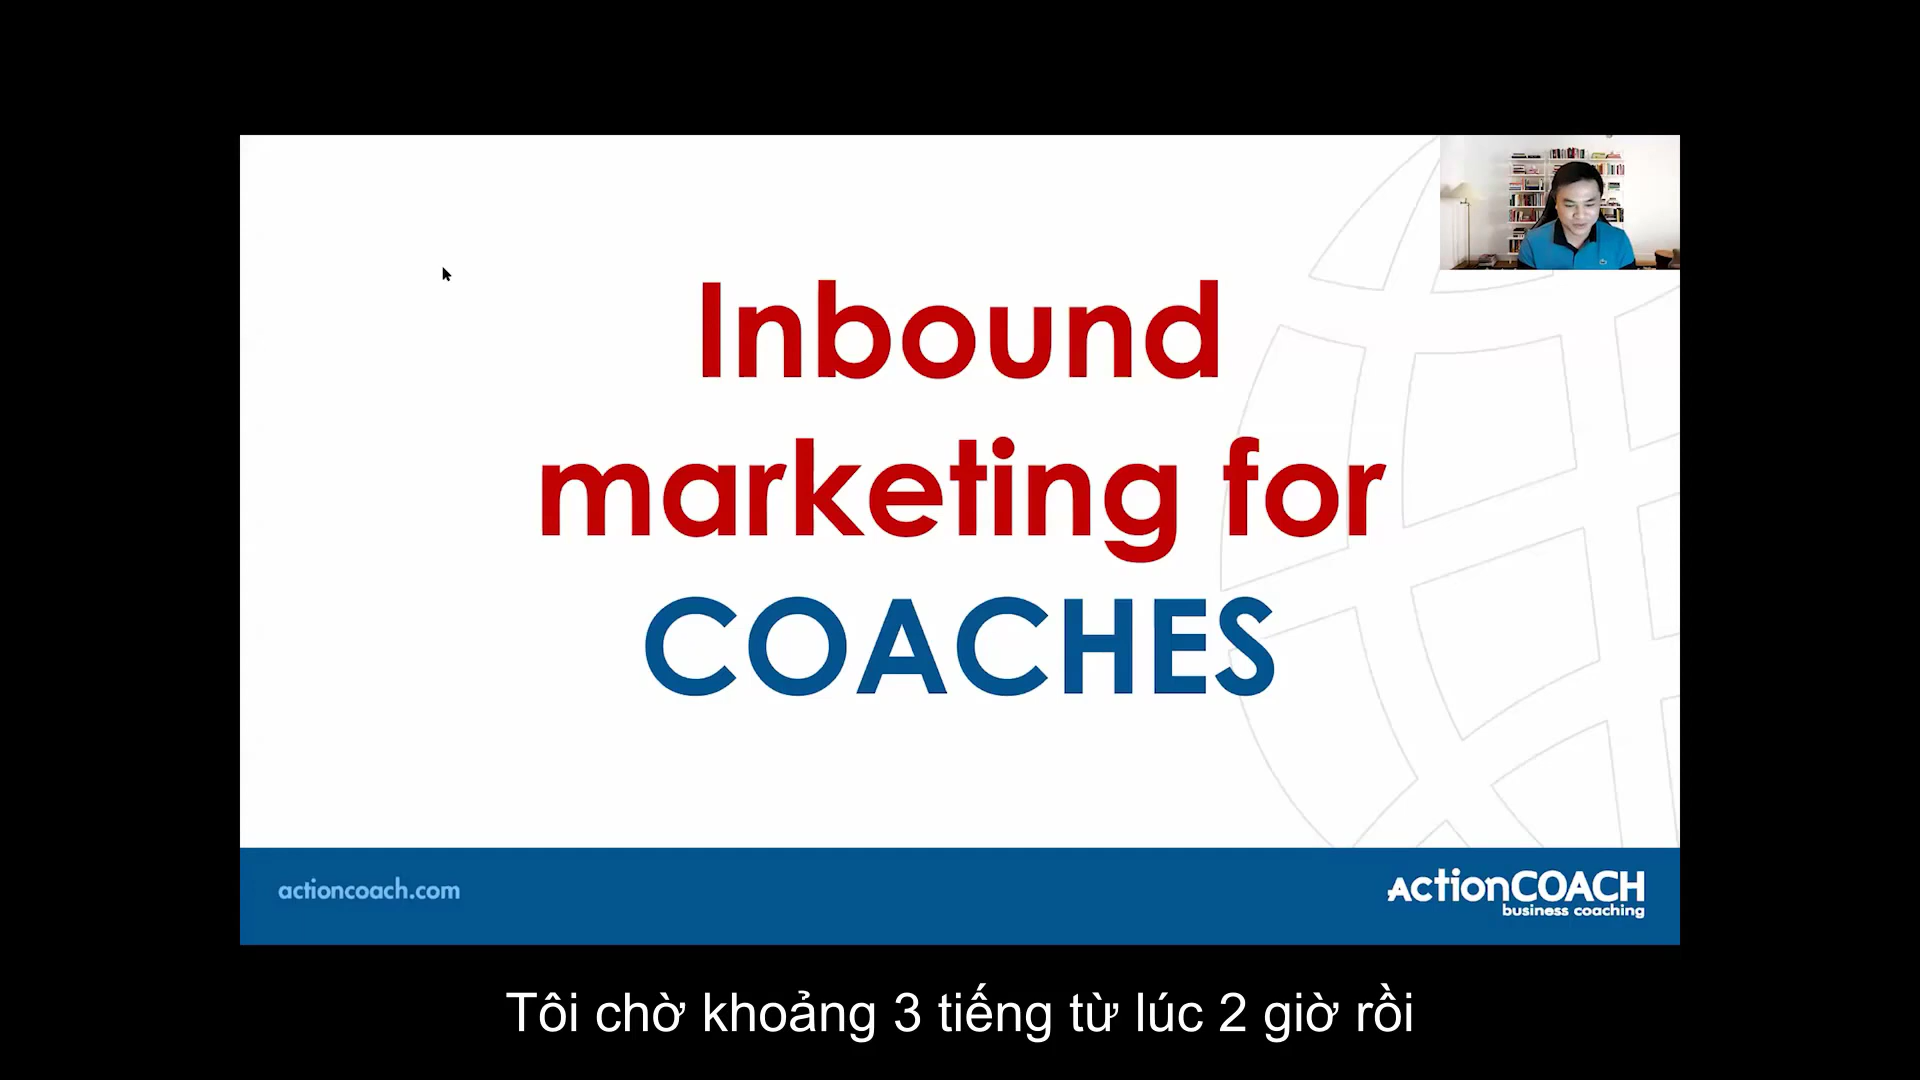 Inbound
marketing for
COACHES
actioncoach.com
ActionCOACH
business coaching
Tôi chờ khoảng 3 tiếng từ lúc 2 giờ rồi